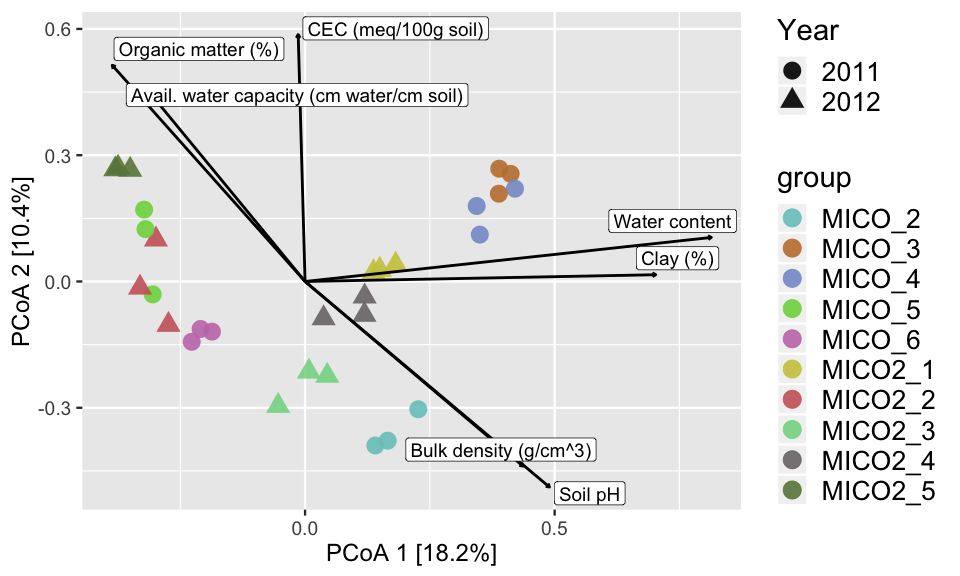 0.6
0.3
0.0
-0.3
PCoA 2 [10.4%]
CEC (meq/100g soil)
Organic matter (%)
Avail. water capacity (cm water/cm soil)
Water content
Clay (%)
Bulk density (g/cm^3)
Soil pH
0.0
0.5
PCoA 1 [18.2%]
Year
2011
2012
group
MICO_2
MICO_3
MICO_4
MICO_5
MICO_6
MICO2_1
MICO2_2
MICO2_3
MICO2_4
MICO2_5